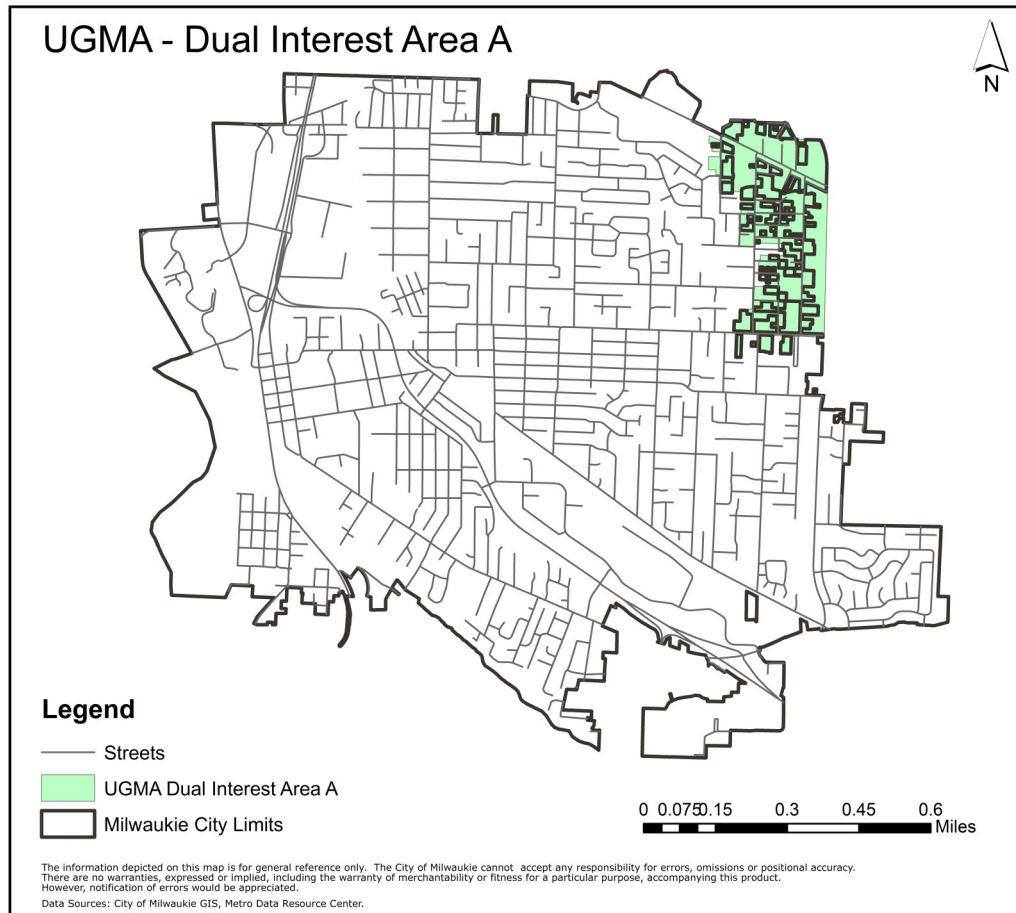 UGMA - Dual Interest Area A
N
Legend
Streets
UGMA Dual Interest Area A
Milwaukie City Limits
0 0.075 0.15 0.3 0.45 0.6
Miles
The information depicted on this map is for general reference only. The City of Milwaukie cannot accept any responsibility for errors, omissions or positional accuracy.
There are no warranties, expressed or implied, including the warranty of merchantability or fitness for a particular purpose, accompanying this product.
However, notification of errors would be appreciated.
Data Sources: City of Milwaukie GIS, Metro Data Resource Center.